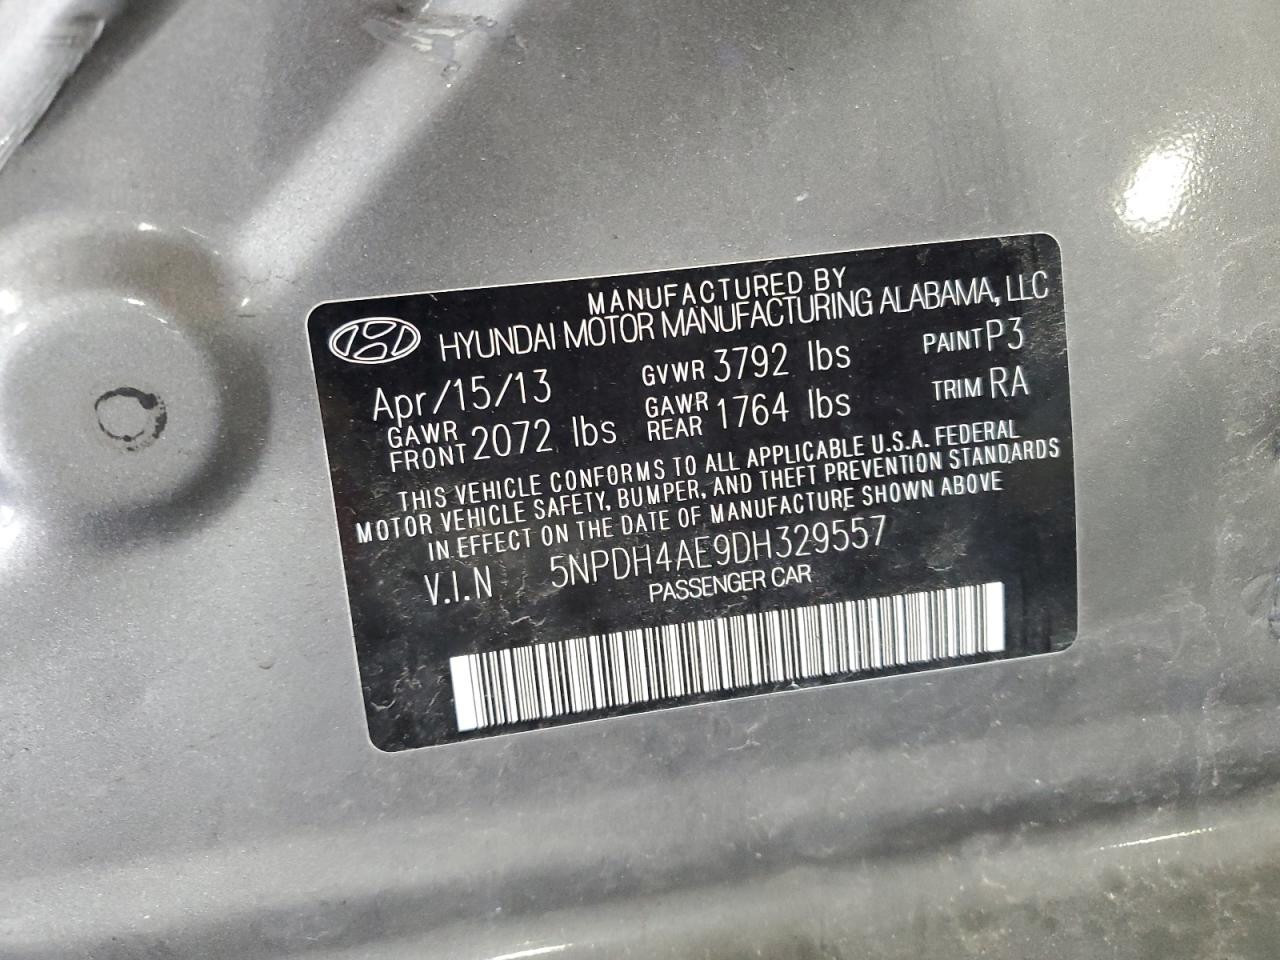 MANUFACTURED BY
HYUNDAI MOTOR MANUFACTURING ALABAMA, LLC
Apr/15/13 GVWR 3792 lbs PAINT P3
GAWR FRONT 2072 lbs GAWR REAR 1764 lbs TRIM RA
THIS VEHICLE CONFORMS TO ALL APPLICABLE U.S.A. FEDERAL
MOTOR VEHICLE SAFETY, BUMPER, AND THEFT PREVENTION STANDARDS
IN EFFECT ON THE DATE OF MANUFACTURE SHOWN ABOVE
V.I.N 5NPDH4AE9DH329557
PASSENGER CAR